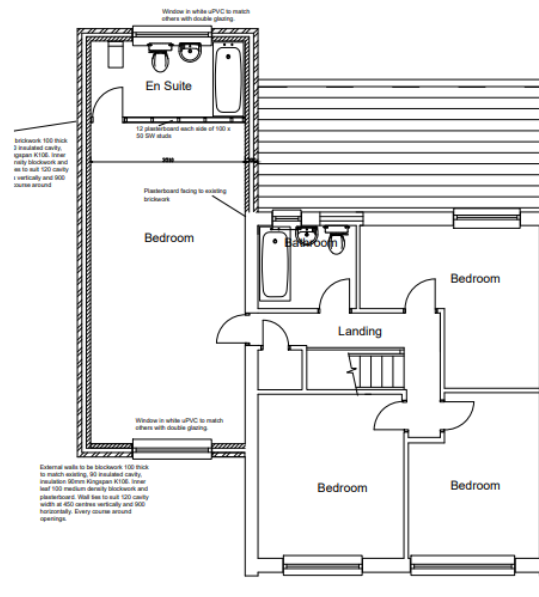 Window in white uPVC to match
others with double glazing.
En Suite
12 plasterboard each side of 100 x
50 SW studs
brickwork 100 thick
insulated cavity,
Kingspan K106. Inner
density blockwork and
ties to suit 120 cavity
vertically and 900
course around
Plasterboard facing to existing
brickwork
Bedroom
Bathroom
Bedroom
Landing
Window in white uPVC to match
others with double glazing.
External walls to be blockwork 100 thick
to match existing, 90 insulated cavity,
insulation 90mm Kingspan K106. Inner
leaf 100 medium density blockwork and
plasterboard. Wall ties to suit 120 cavity
width at 450 centres vertically and 900
horizontally. Every course around
openings.
Bedroom
Bedroom